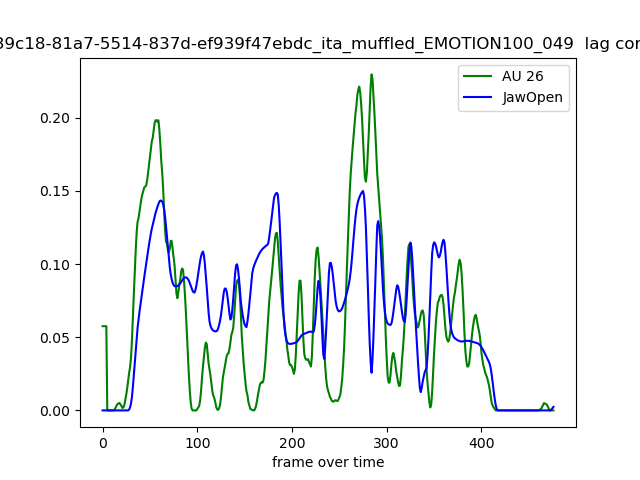 39c18-81a7-5514-837d-ef939f47ebdc_ita_muffled_EMOTION100_049 lag cor
AU 26
JawOpen
0.20
0.15
0.10
0.05
0.00
0 100 200 300 400
frame over time